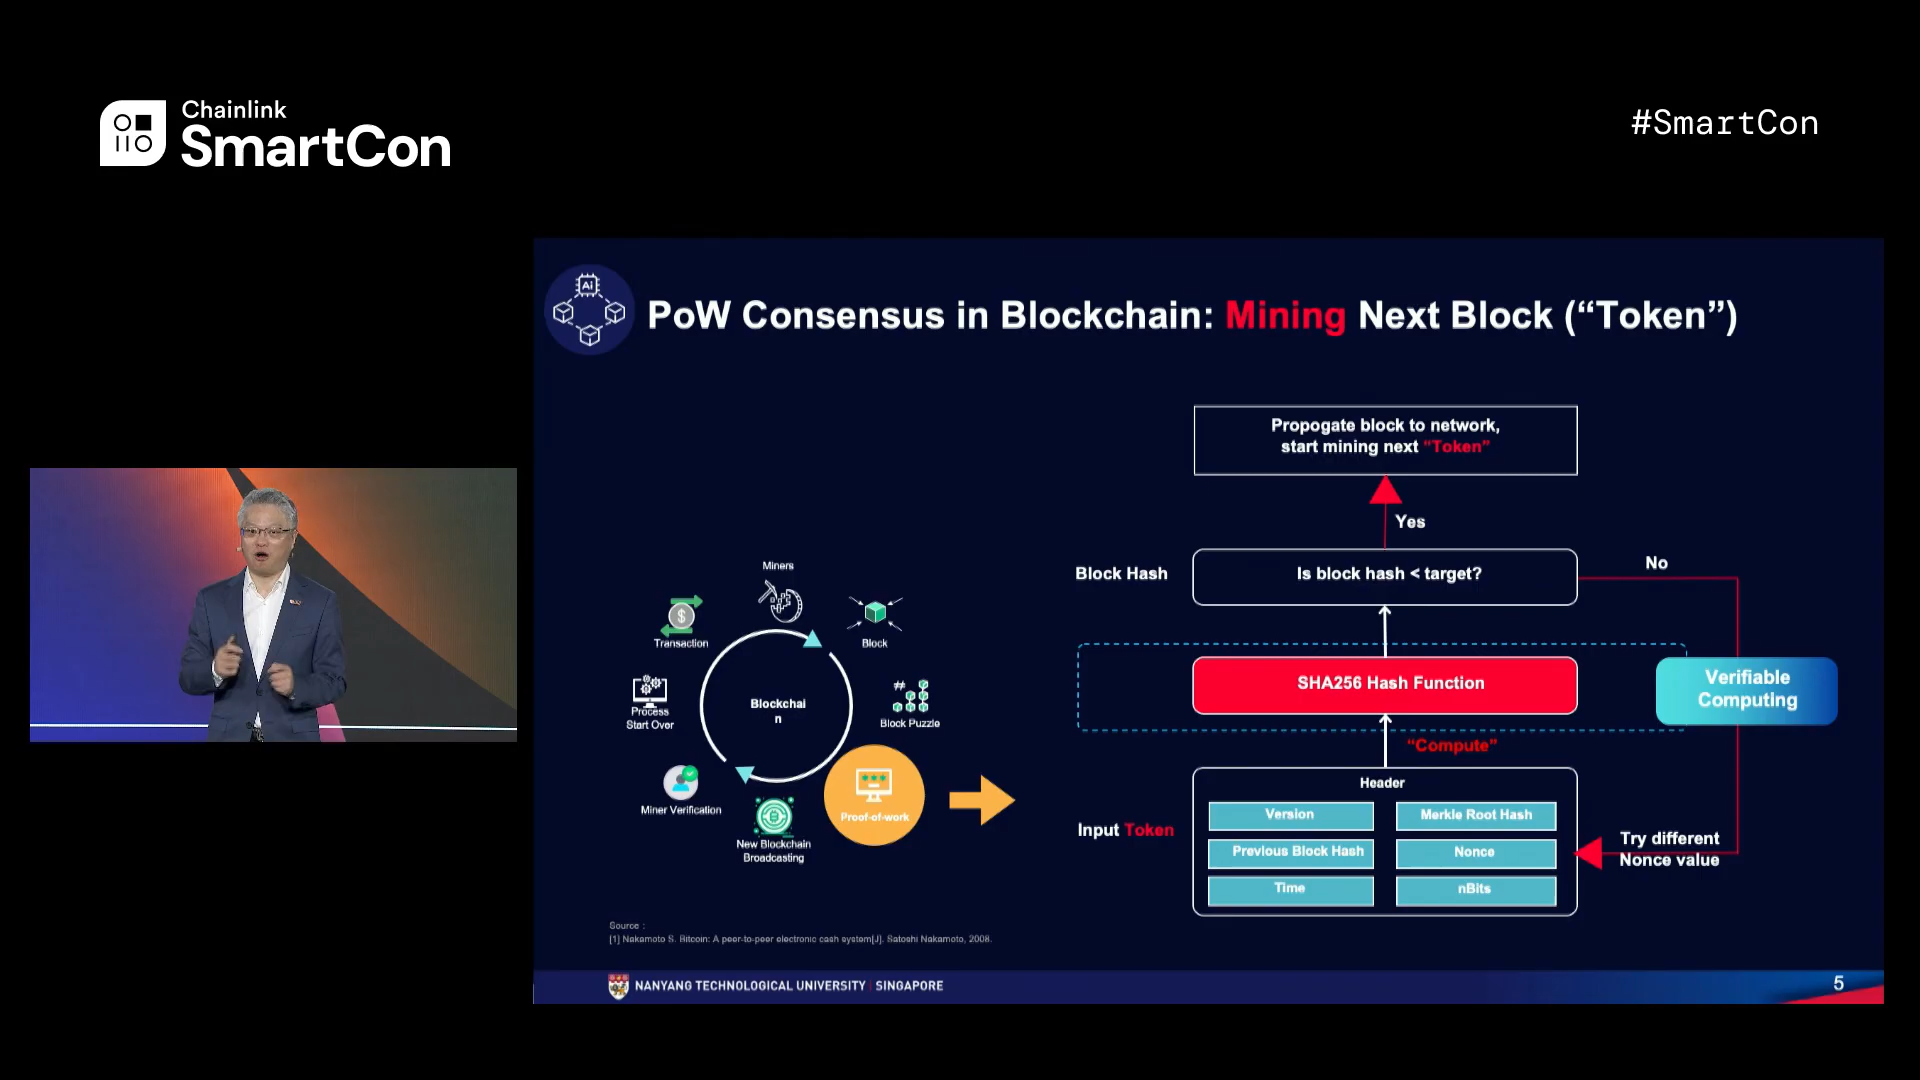 Chainlink
SmartCon
#SmartCon
Ai
PoW Consensus in Blockchain: Mining Next Block (“Token”)
Propogate block to network,
start mining next “Token”
Yes
Block Hash
Is block hash < target?
No
SHA256 Hash Function
Verifiable
Computing
“Compute”
Header
Input Token
Version
Merkle Root Hash
Previous Block Hash
Nonce
Time
nBits
Try different
Nonce value
Miners
Transaction
Block
Process
Start Over
Blockchai
n
#
Block Puzzle
Miner Verification
Proof-of-work
New Blockchain
Broadcasting
Source :
[1] Nakamoto S. Bitcoin: A peer-to-peer electronic cash system[J]. Satoshi Nakamoto, 2008.
NANYANG TECHNOLOGICAL UNIVERSITY | SINGAPORE
5